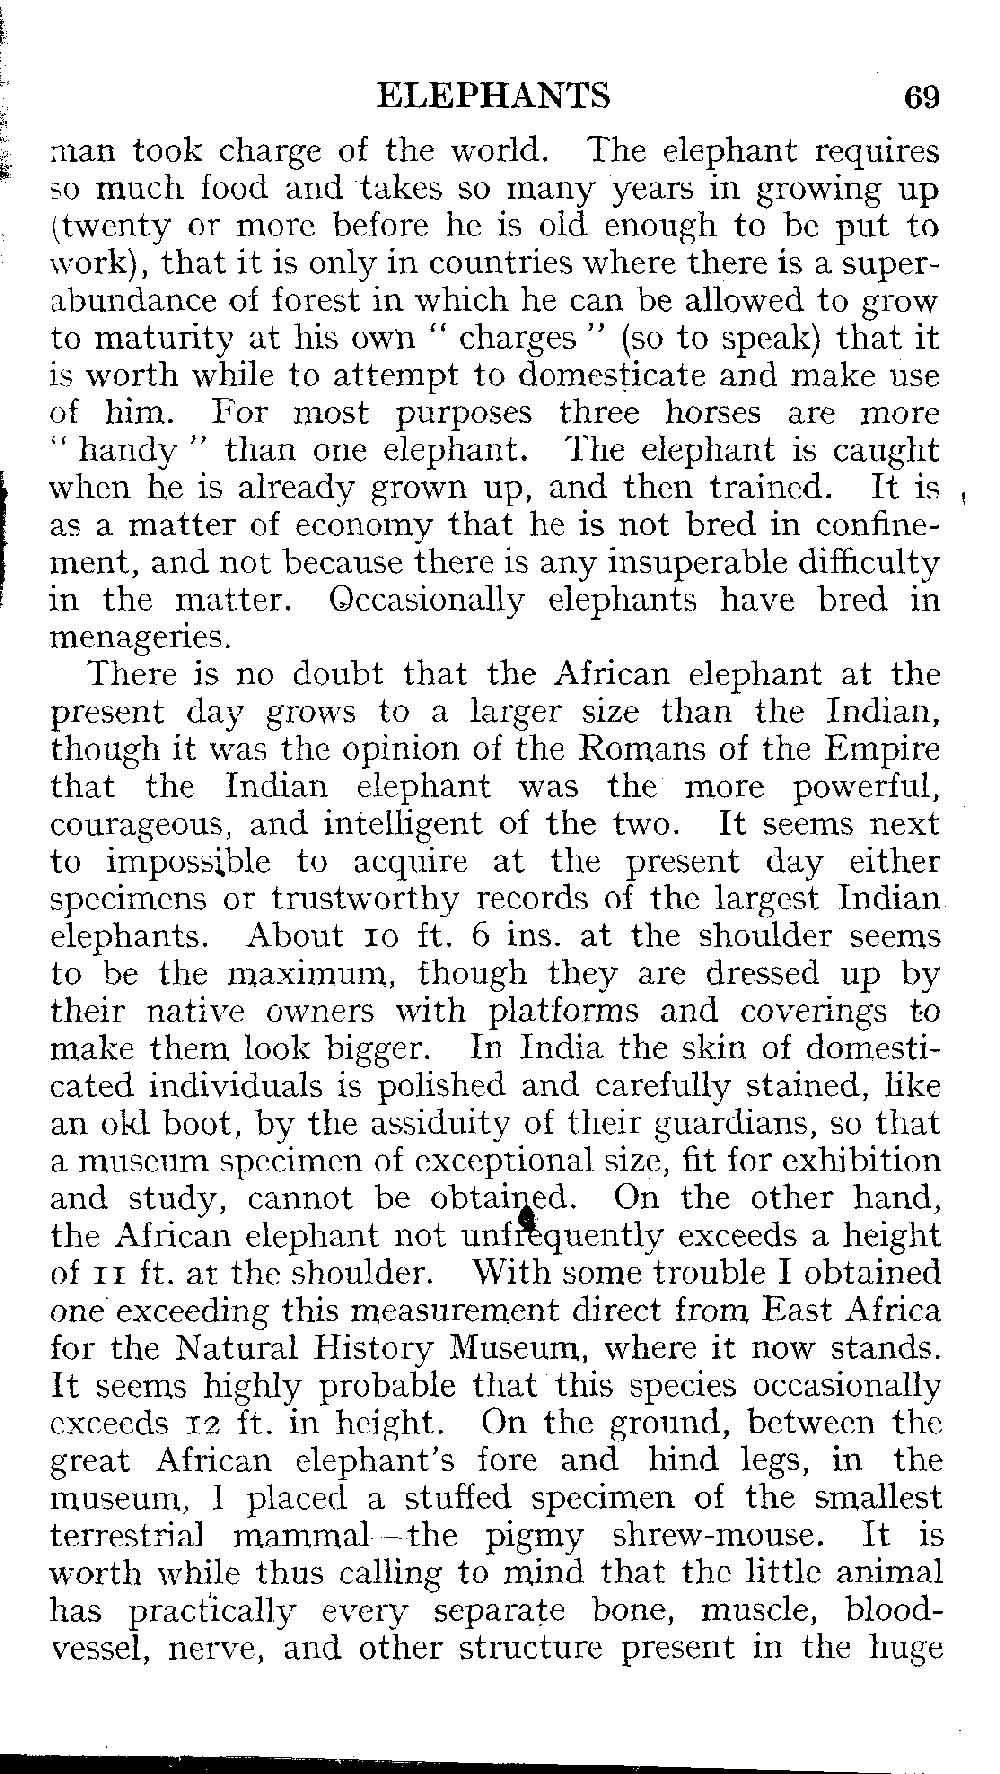 ELEPHANTS 69
man took charge of the world. The elephant requires
so much food and takes so many years in growing up
(twenty or more before he is old enough to be put to
work), that it is only in countries where there is a super-
abundance of forest in which he can be allowed to grow
to maturity at his own “ charges ” (so to speak) that it
is worth while to attempt to domesticate and make use
of him. For most purposes three horses are more
“ handy ” than one elephant. The elephant is caught
when he is already grown up, and then trained. It is
as a matter of economy that he is not bred in confine-
ment, and not because there is any insuperable difficulty
in the matter. Occasionally elephants have bred in
menageries.
There is no doubt that the African elephant at the
present day grows to a larger size than the Indian,
though it was the opinion of the Romans of the Empire
that the Indian elephant was the more powerful,
courageous, and intelligent of the two. It seems next
to impossible to acquire at the present day either
specimens or trustworthy records of the largest Indian
elephants. About 10 ft. 6 ins. at the shoulder seems
to be the maximum, though they are dressed up by
their native owners with platforms and coverings to
make them look bigger. In India the skin of domesti-
cated individuals is polished and carefully stained, like
an old boot, by the assiduity of their guardians, so that
a museum specimen of exceptional size, fit for exhibition
and study, cannot be obtained. On the other hand,
the African elephant not unfrequently exceeds a height
of 11 ft. at the shoulder. With some trouble I obtained
one exceeding this measurement direct from East Africa
for the Natural History Museum, where it now stands.
It seems highly probable that this species occasionally
exceeds 12 ft. in height. On the ground, between the
great African elephant's fore and hind legs, in the
museum, I placed a stuffed specimen of the smallest
terrestrial mammal—the pigmy shrew-mouse. It is
worth while thus calling to mind that the little animal
has practically every separate bone, muscle, blood-
vessel, nerve, and other structure present in the huge